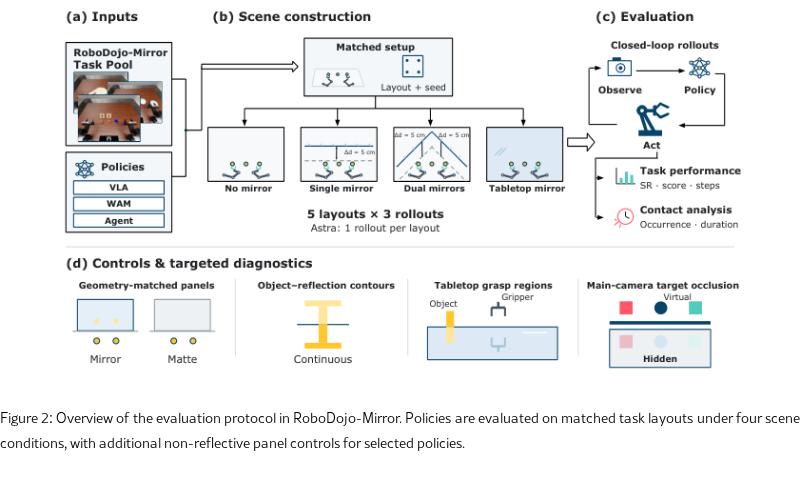 (a) Inputs
(b) Scene construction
(c) Evaluation
RoboDojo-Mirror
Task Pool
Policies
VLA
WAM
Agent
Matched setup
Layout + seed
Δd = 5 cm
Δd = 5 cm
Δd = 5 cm
No mirror
Single mirror
Dual mirrors
Tabletop mirror
5 layouts × 3 rollouts
Astra: 1 rollout per layout
Closed-loop rollouts
Observe
Policy
Act
Task performance
SR · score · steps
Contact analysis
Occurrence · duration
(d) Controls & targeted diagnostics
Geometry-matched panels
Mirror
Matte
Object–reflection contours
Continuous
Tabletop grasp regions
Object
Gripper
Main-camera target occlusion
Virtual
Hidden
Figure 2: Overview of the evaluation protocol in RoboDojo-Mirror. Policies are evaluated on matched task layouts under four scene
conditions, with additional non-reflective panel controls for selected policies.